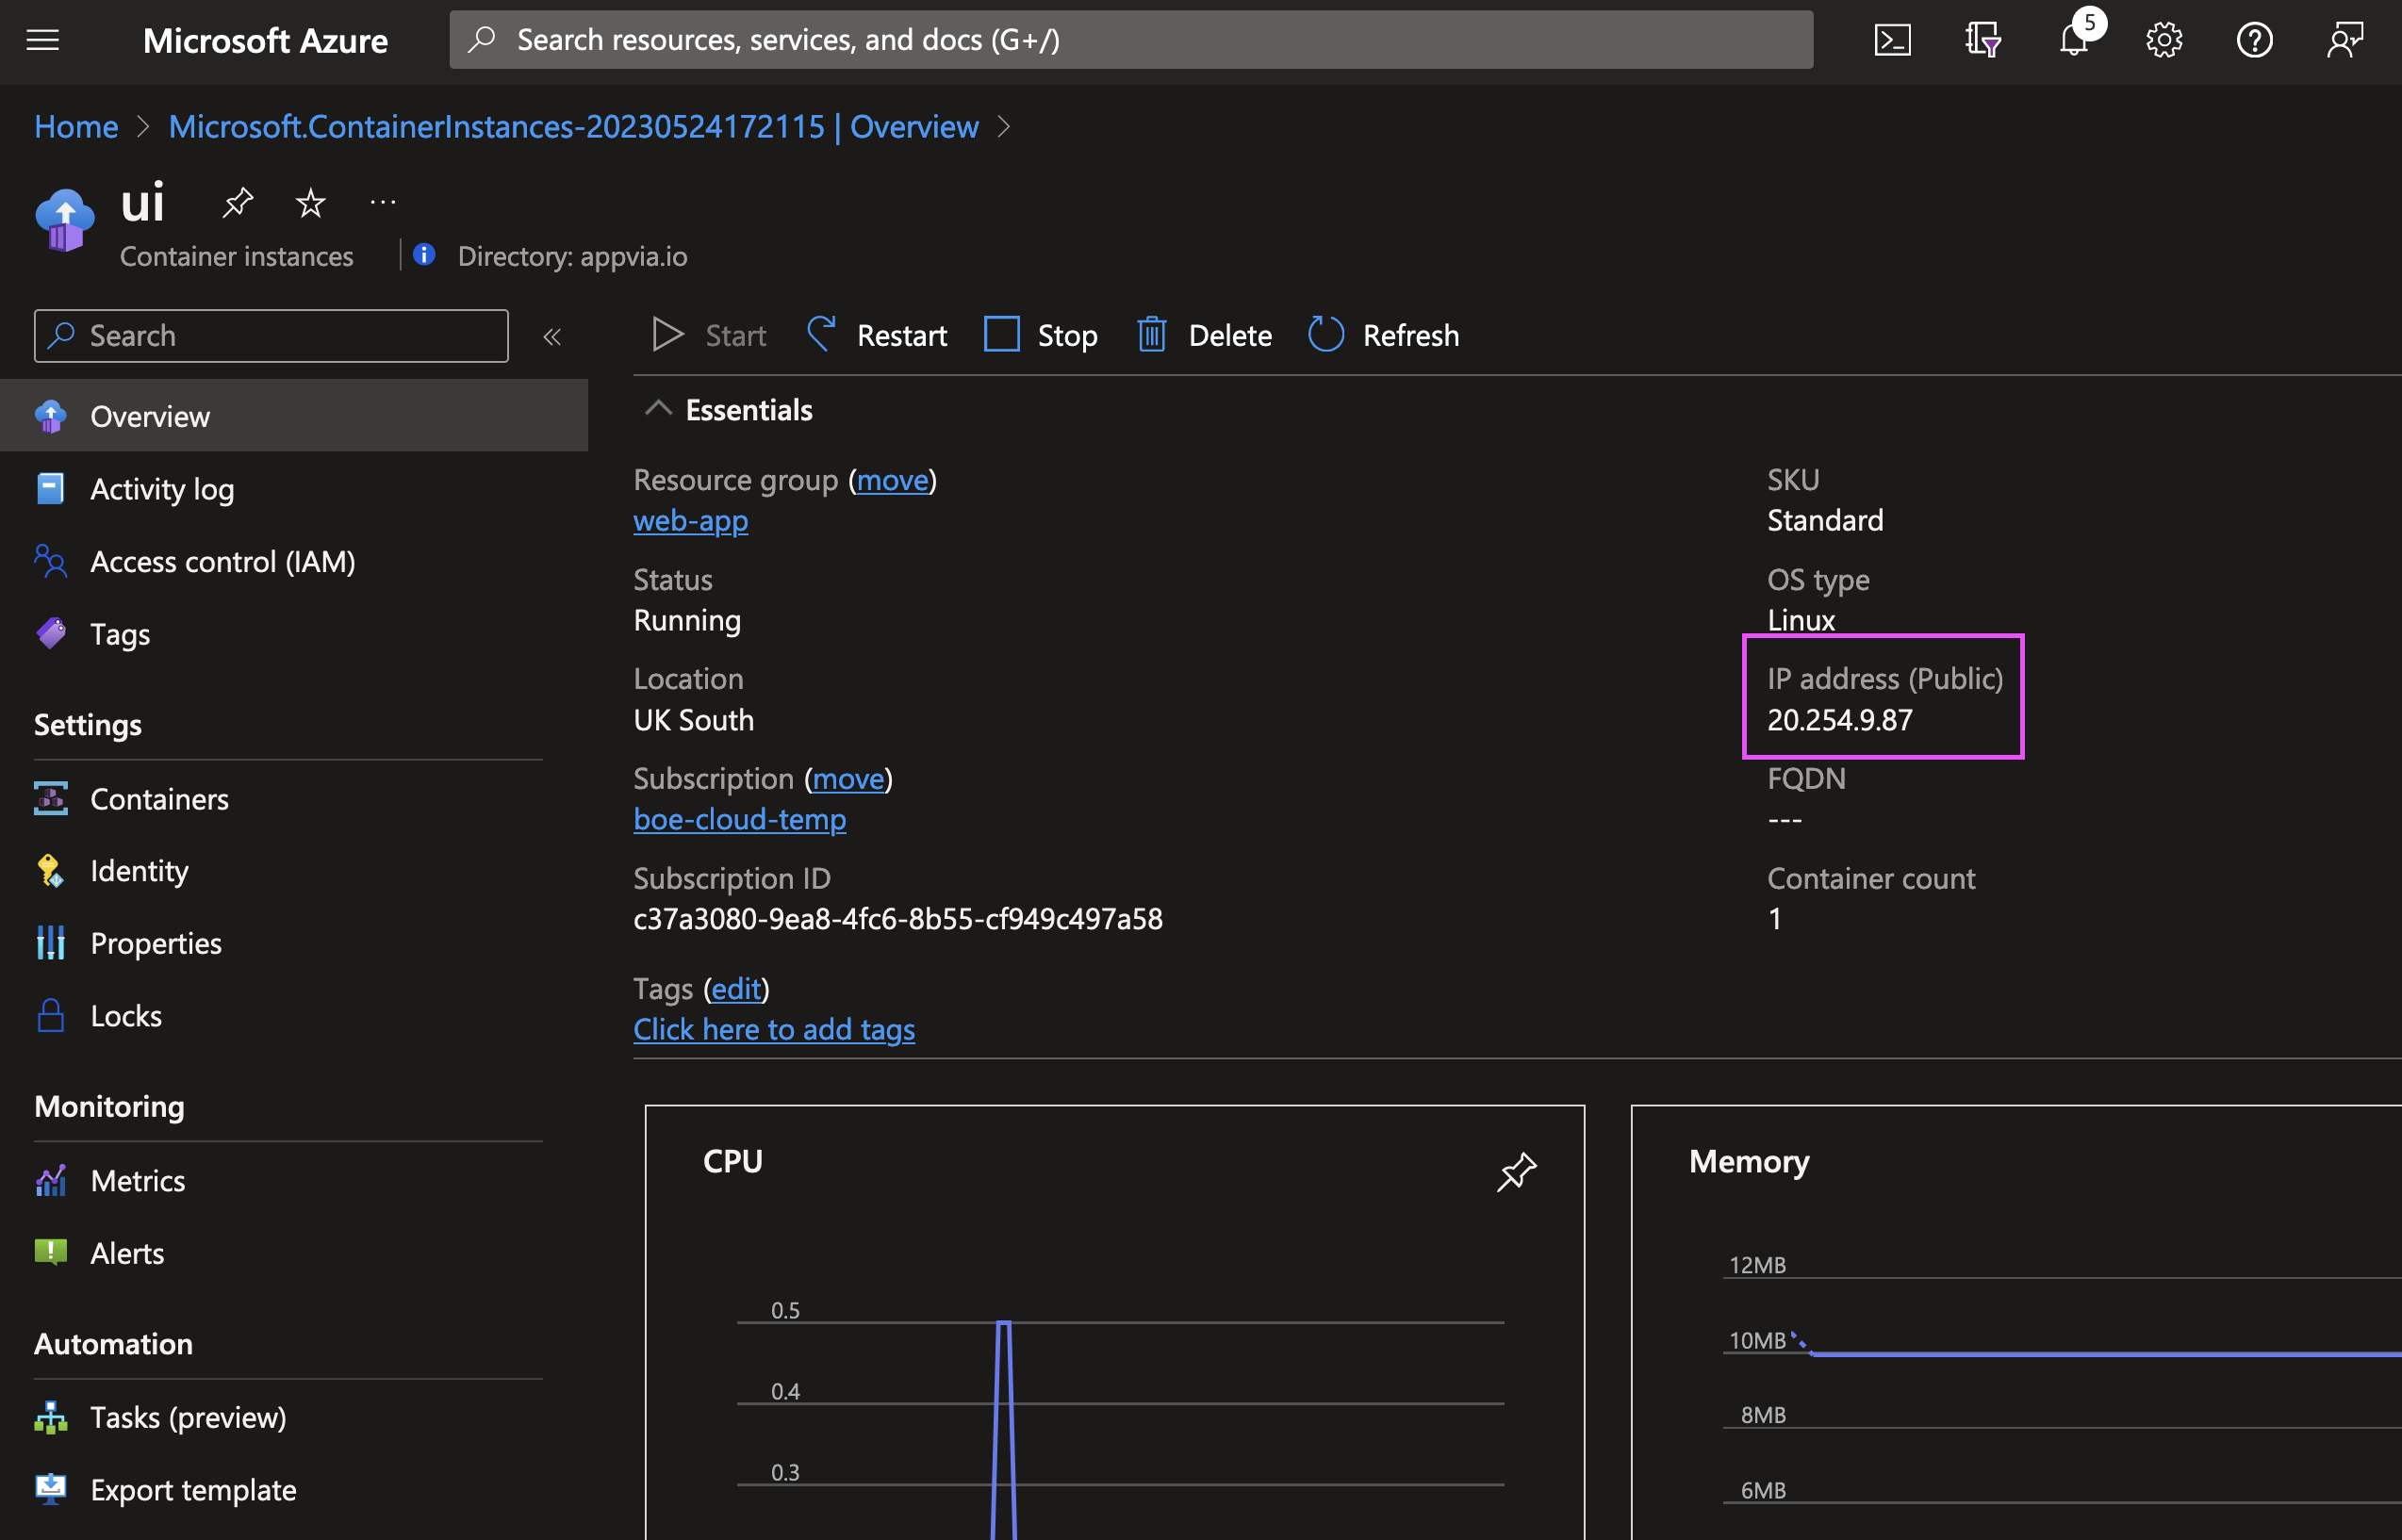 Microsoft Azure
Search resources, services, and docs (G+/)
5
Home > Microsoft.ContainerInstances-20230524172115 | Overview >
ui
...
Container instances
Directory: appvia.io
Search
«
Start
Restart
Stop
Delete
Refresh
Overview
Activity log
Access control (IAM)
Tags
Settings
Containers
Identity
Properties
Locks
Monitoring
Metrics
Alerts
Automation
Tasks (preview)
Export template
Essentials
Resource group (move)
web-app
Status
Running
Location
UK South
Subscription (move)
boe-cloud-temp
Subscription ID
c37a3080-9ea8-4fc6-8b55-cf949c497a58
Tags (edit)
Click here to add tags
SKU
Standard
OS type
Linux
IP address (Public)
20.254.9.87
FQDN
---
Container count
1
CPU
0.5
0.4
0.3
Memory
12MB
10MB
8MB
6MB